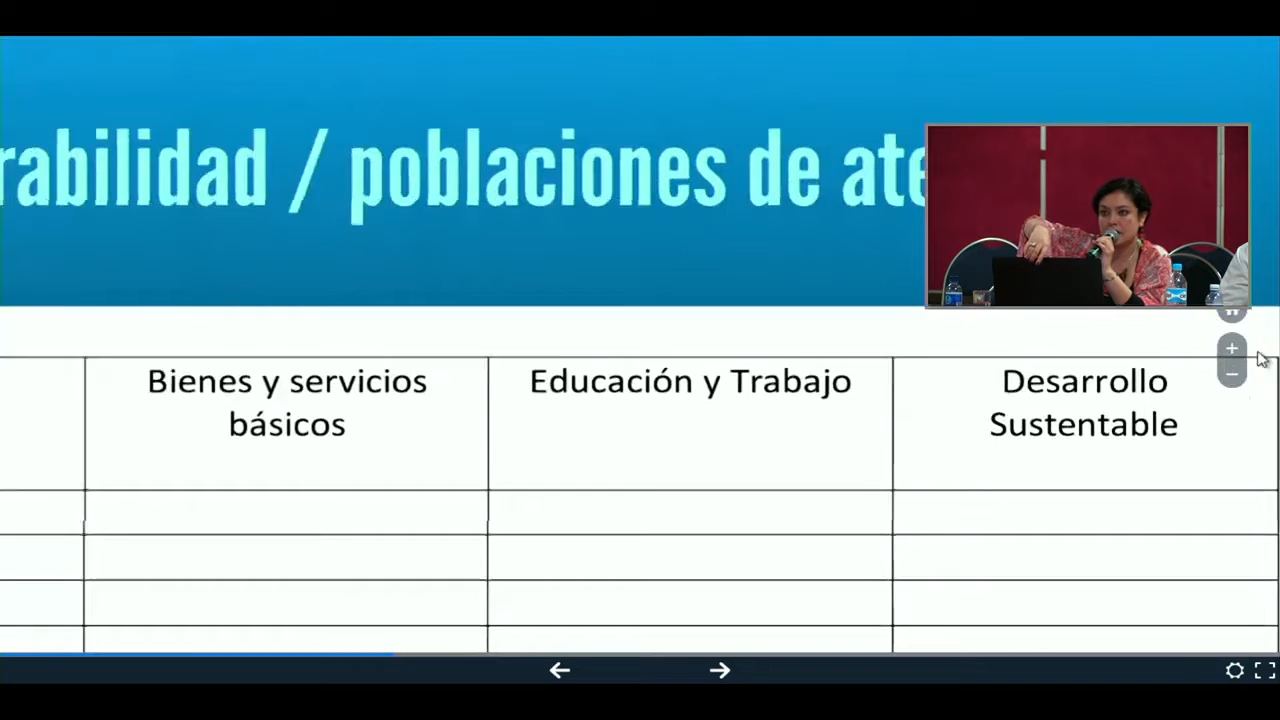 rabilidad / poblaciones de ate
Bienes y servicios
básicos
Educación y Trabajo
Desarrollo
Sustentable